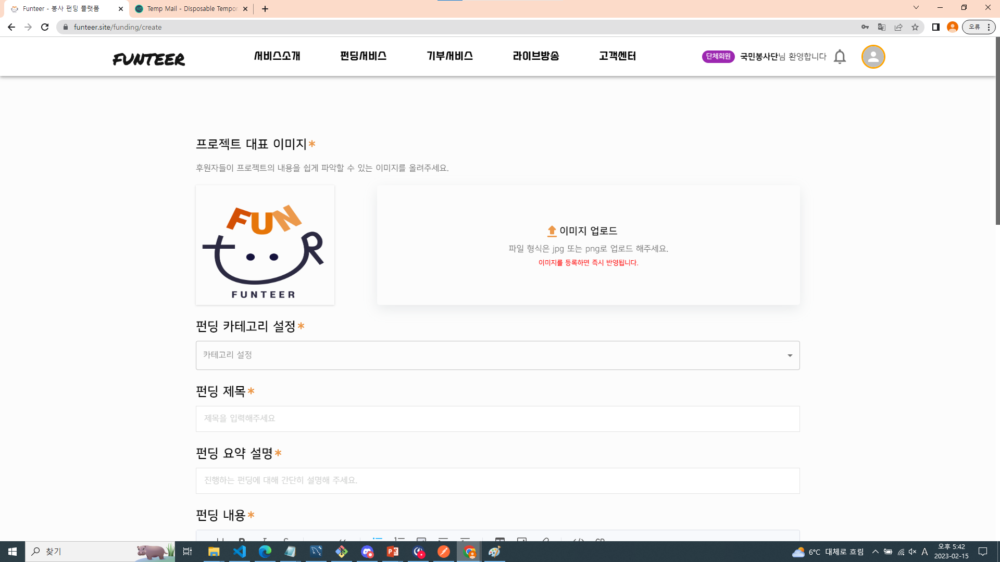 Funteer - 봉사 펀딩 플랫폼
Temp Mail - Disposable Tempor
funteer.site/funding/create
오류
FUNTEER
서비스소개
펀딩서비스
기부서비스
라이브방송
고객센터
단체회원 국민봉사단님 환영합니다
프로젝트 대표 이미지*
후원자들이 프로젝트의 내용을 쉽게 파악할 수 있는 이미지를 올려주세요.
FUN
teeR
FUNTEER
이미지 업로드
파일 형식은 jpg 또는 png로 업로드 해주세요.
이미지를 등록하면 즉시 반영됩니다.
펀딩 카테고리 설정*
카테고리 설정
펀딩 제목*
제목을 입력해주세요
펀딩 요약 설명*
진행하는 펀딩에 대해 간단히 설명해 주세요.
펀딩 내용*
찾기
6°C 대체로 흐림
A
오후 5:42
2023-02-15